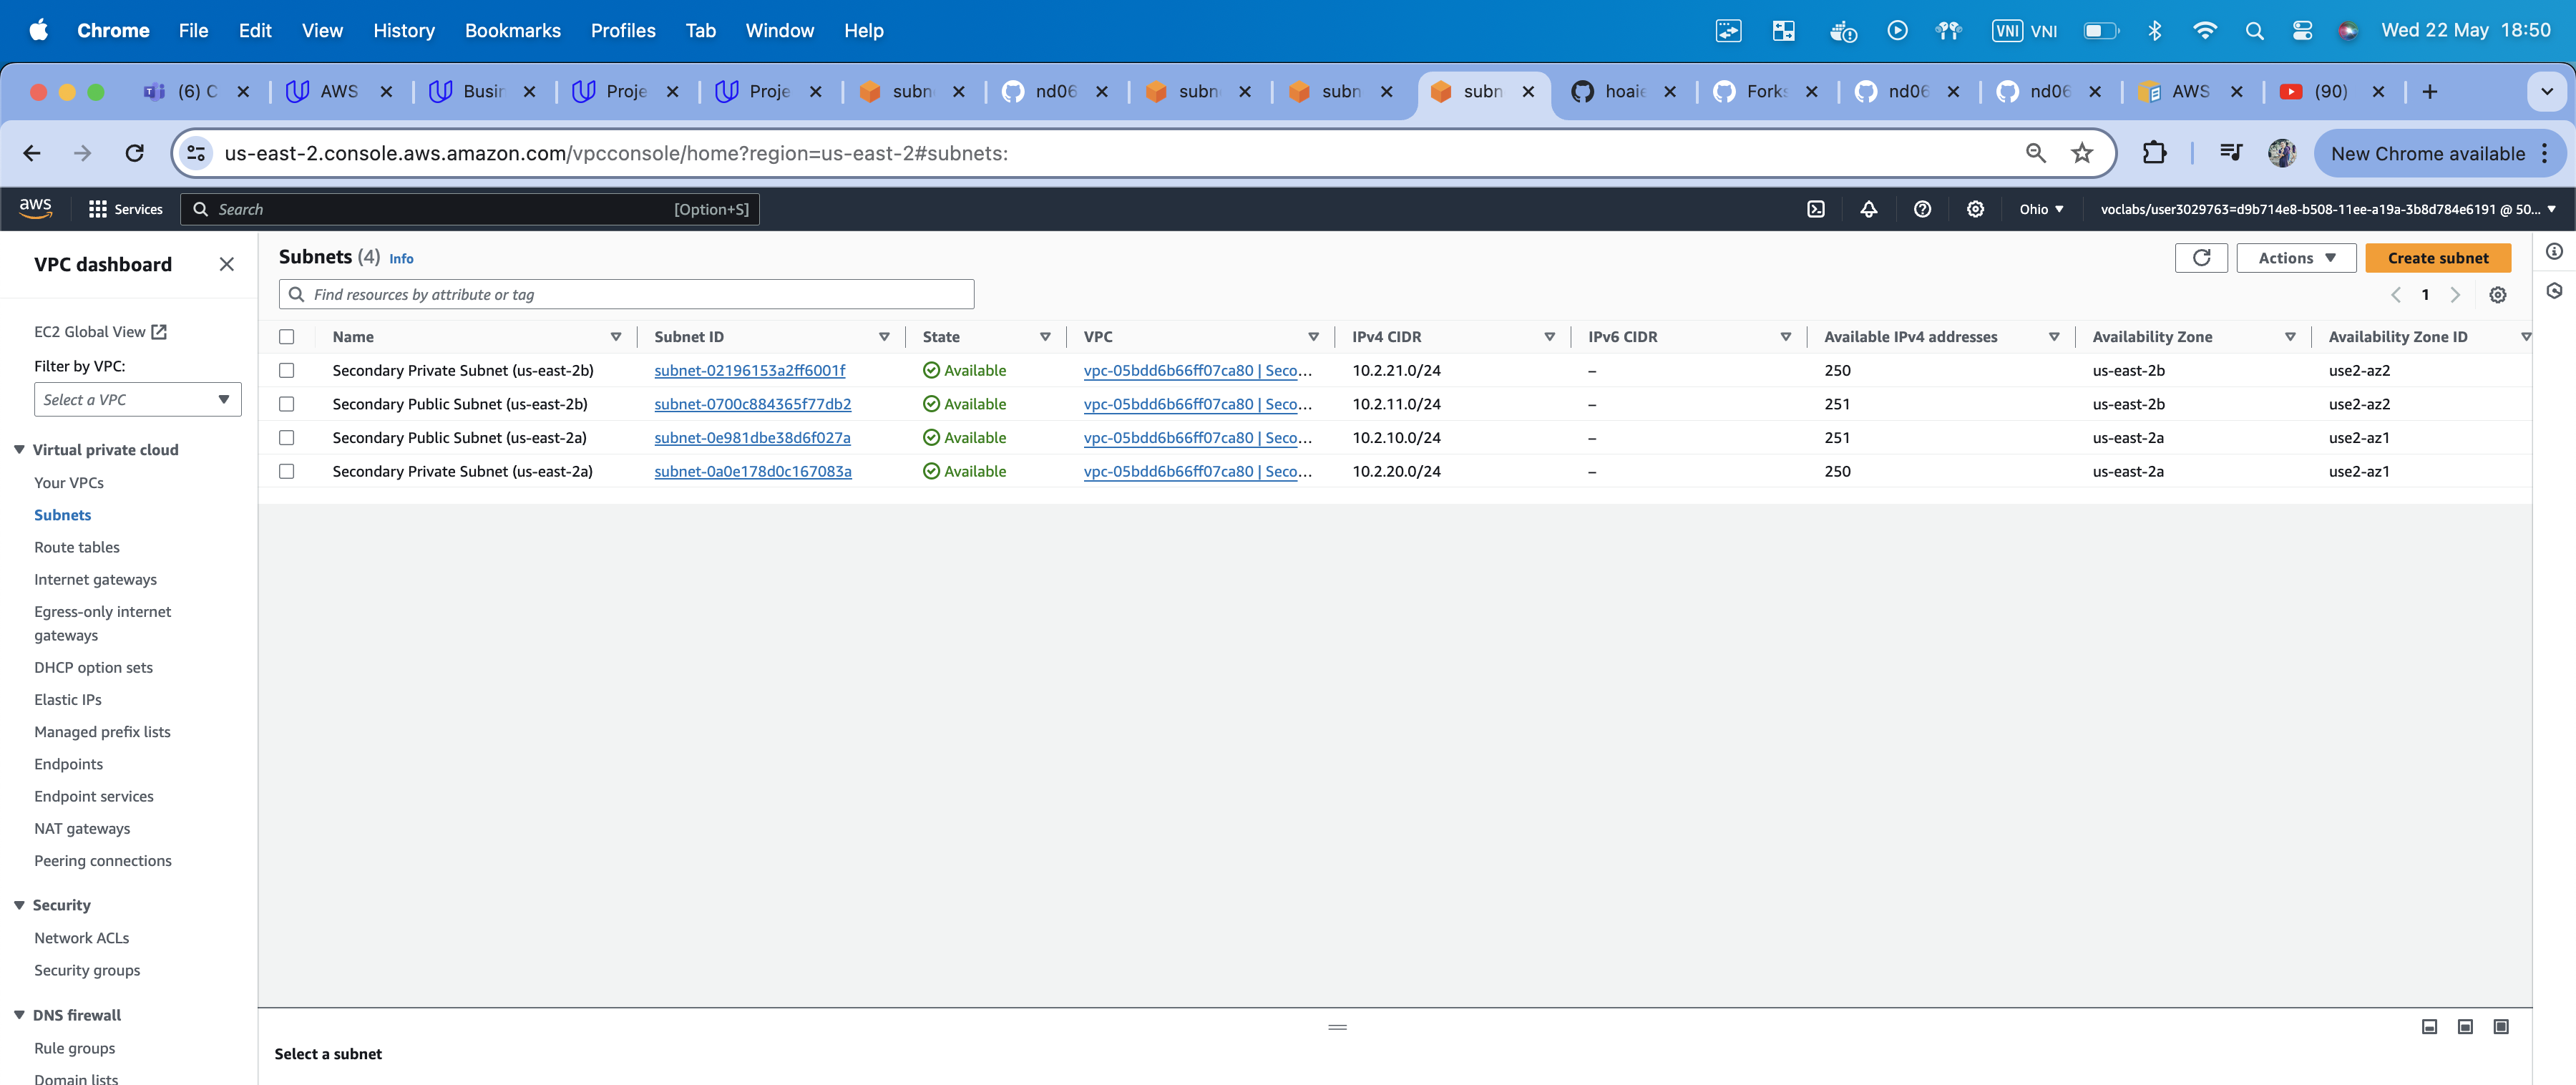 Chrome File Edit View History Bookmarks Profiles Tab Window Help VNI VNI Wed 22 May 18:50
(6) C AWS Busin Proje Proje subn nd06 subn subn subn hoaie Forks nd06 nd06 AWS (90)
us-east-2.console.aws.amazon.com/vpcconsole/home?region=us-east-2#subnets: New Chrome available
aws Services Search [Option+S] Ohio voclabs/user3029763=d9b714e8-b508-11ee-a19a-3b8d784e6191 @ 50...
VPC dashboard
EC2 Global View
Filter by VPC:
Select a VPC
Virtual private cloud
Your VPCs
Subnets
Route tables
Internet gateways
Egress-only internet
gateways
DHCP option sets
Elastic IPs
Managed prefix lists
Endpoints
Endpoint services
NAT gateways
Peering connections
Security
Network ACLs
Security groups
DNS firewall
Rule groups
Domain lists
Subnets (4) Info
Actions Create subnet
Find resources by attribute or tag
1
Name Subnet ID State VPC IPv4 CIDR IPv6 CIDR Available IPv4 addresses Availability Zone Availability Zone ID
Secondary Private Subnet (us-east-2b) subnet-02196153a2ff6001f Available vpc-05bdd6b66ff07ca80 | Seco... 10.2.21.0/24 – 250 us-east-2b use2-az2
Secondary Public Subnet (us-east-2b) subnet-0700c884365f77db2 Available vpc-05bdd6b66ff07ca80 | Seco... 10.2.11.0/24 – 251 us-east-2b use2-az2
Secondary Public Subnet (us-east-2a) subnet-0e981dbe38d6f027a Available vpc-05bdd6b66ff07ca80 | Seco... 10.2.10.0/24 – 251 us-east-2a use2-az1
Secondary Private Subnet (us-east-2a) subnet-0a0e178d0c167083a Available vpc-05bdd6b66ff07ca80 | Seco... 10.2.20.0/24 – 250 us-east-2a use2-az1
Select a subnet